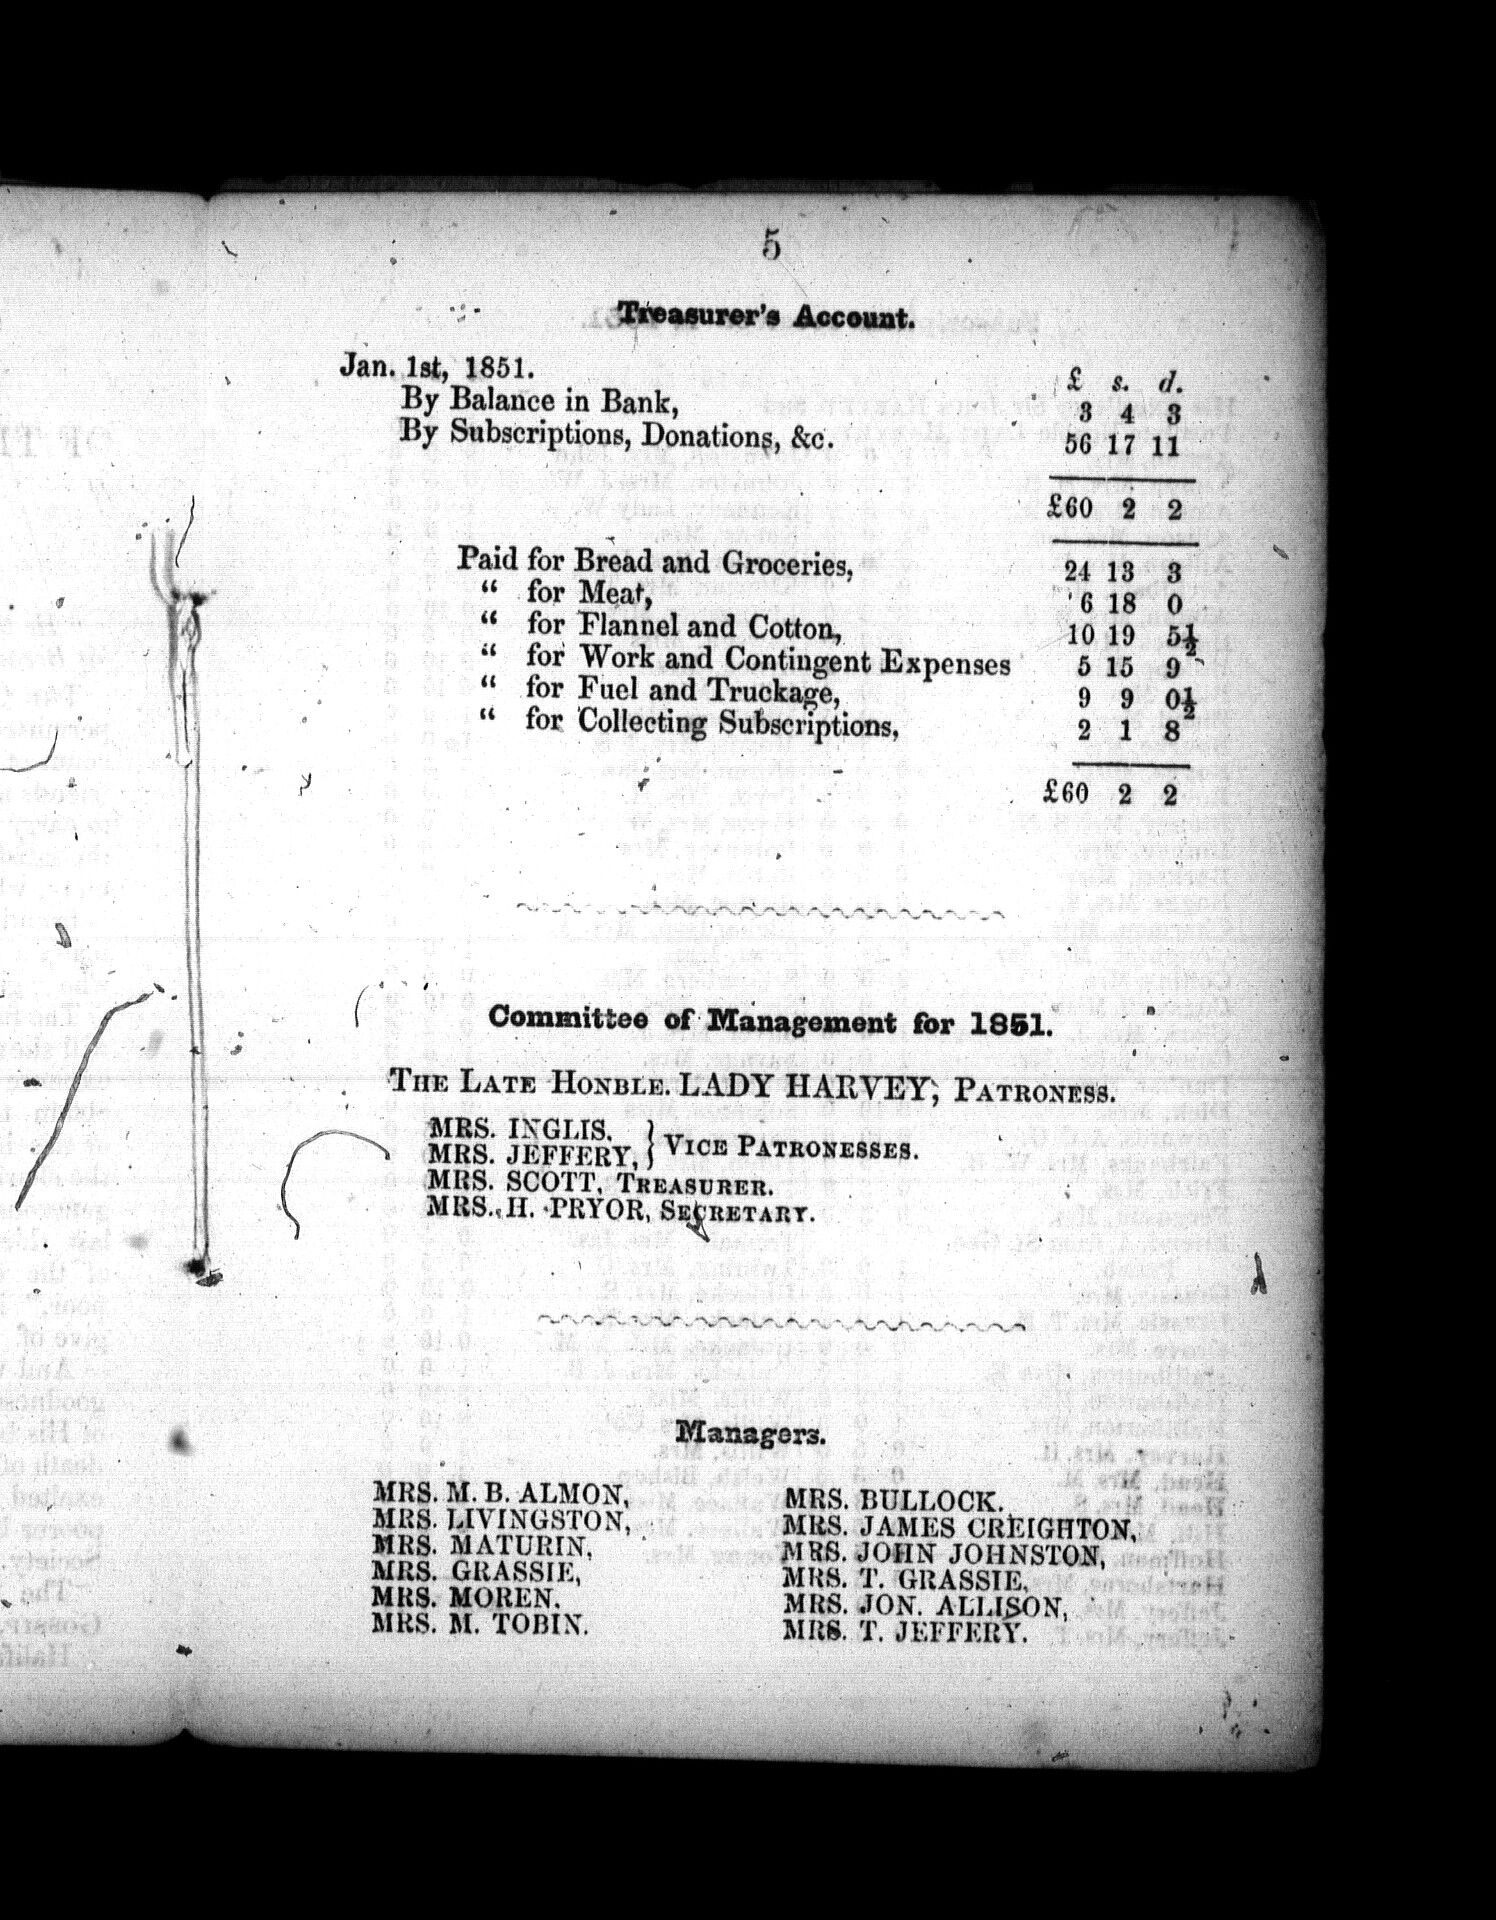 5
Treasurer's Account.
Jan. 1st, 1851.
£ s. d.
By Balance in Bank, 3 4 3
By Subscriptions, Donations, &c. 56 17 11
£60 2 2
Paid for Bread and Groceries, 24 13 3
“ for Meat, 6 18 0
“ for Flannel and Cotton, 10 19 5½
“ for Work and Contingent Expenses 5 15 9
“ for Fuel and Truckage, 9 9 0½
“ for Collecting Subscriptions, 2 1 8
£60 2 2
Committee of Management for 1851.
THE LATE HONBLE. LADY HARVEY, PATRONESS.
MRS. INGLIS,
MRS. JEFFERY, } VICE PATRONESSES.
MRS. SCOTT, TREASURER.
MRS. H. PRYOR, SECRETARY.
Managers.
MRS. M. B. ALMON,
MRS. LIVINGSTON,
MRS. MATURIN,
MRS. GRASSIE,
MRS. MOREN.
MRS. M. TOBIN.
MRS. BULLOCK.
MRS. JAMES CREIGHTON,
MRS. JOHN JOHNSTON,
MRS. T. GRASSIE,
MRS. JON. ALLISON,
MRS. T. JEFFERY.